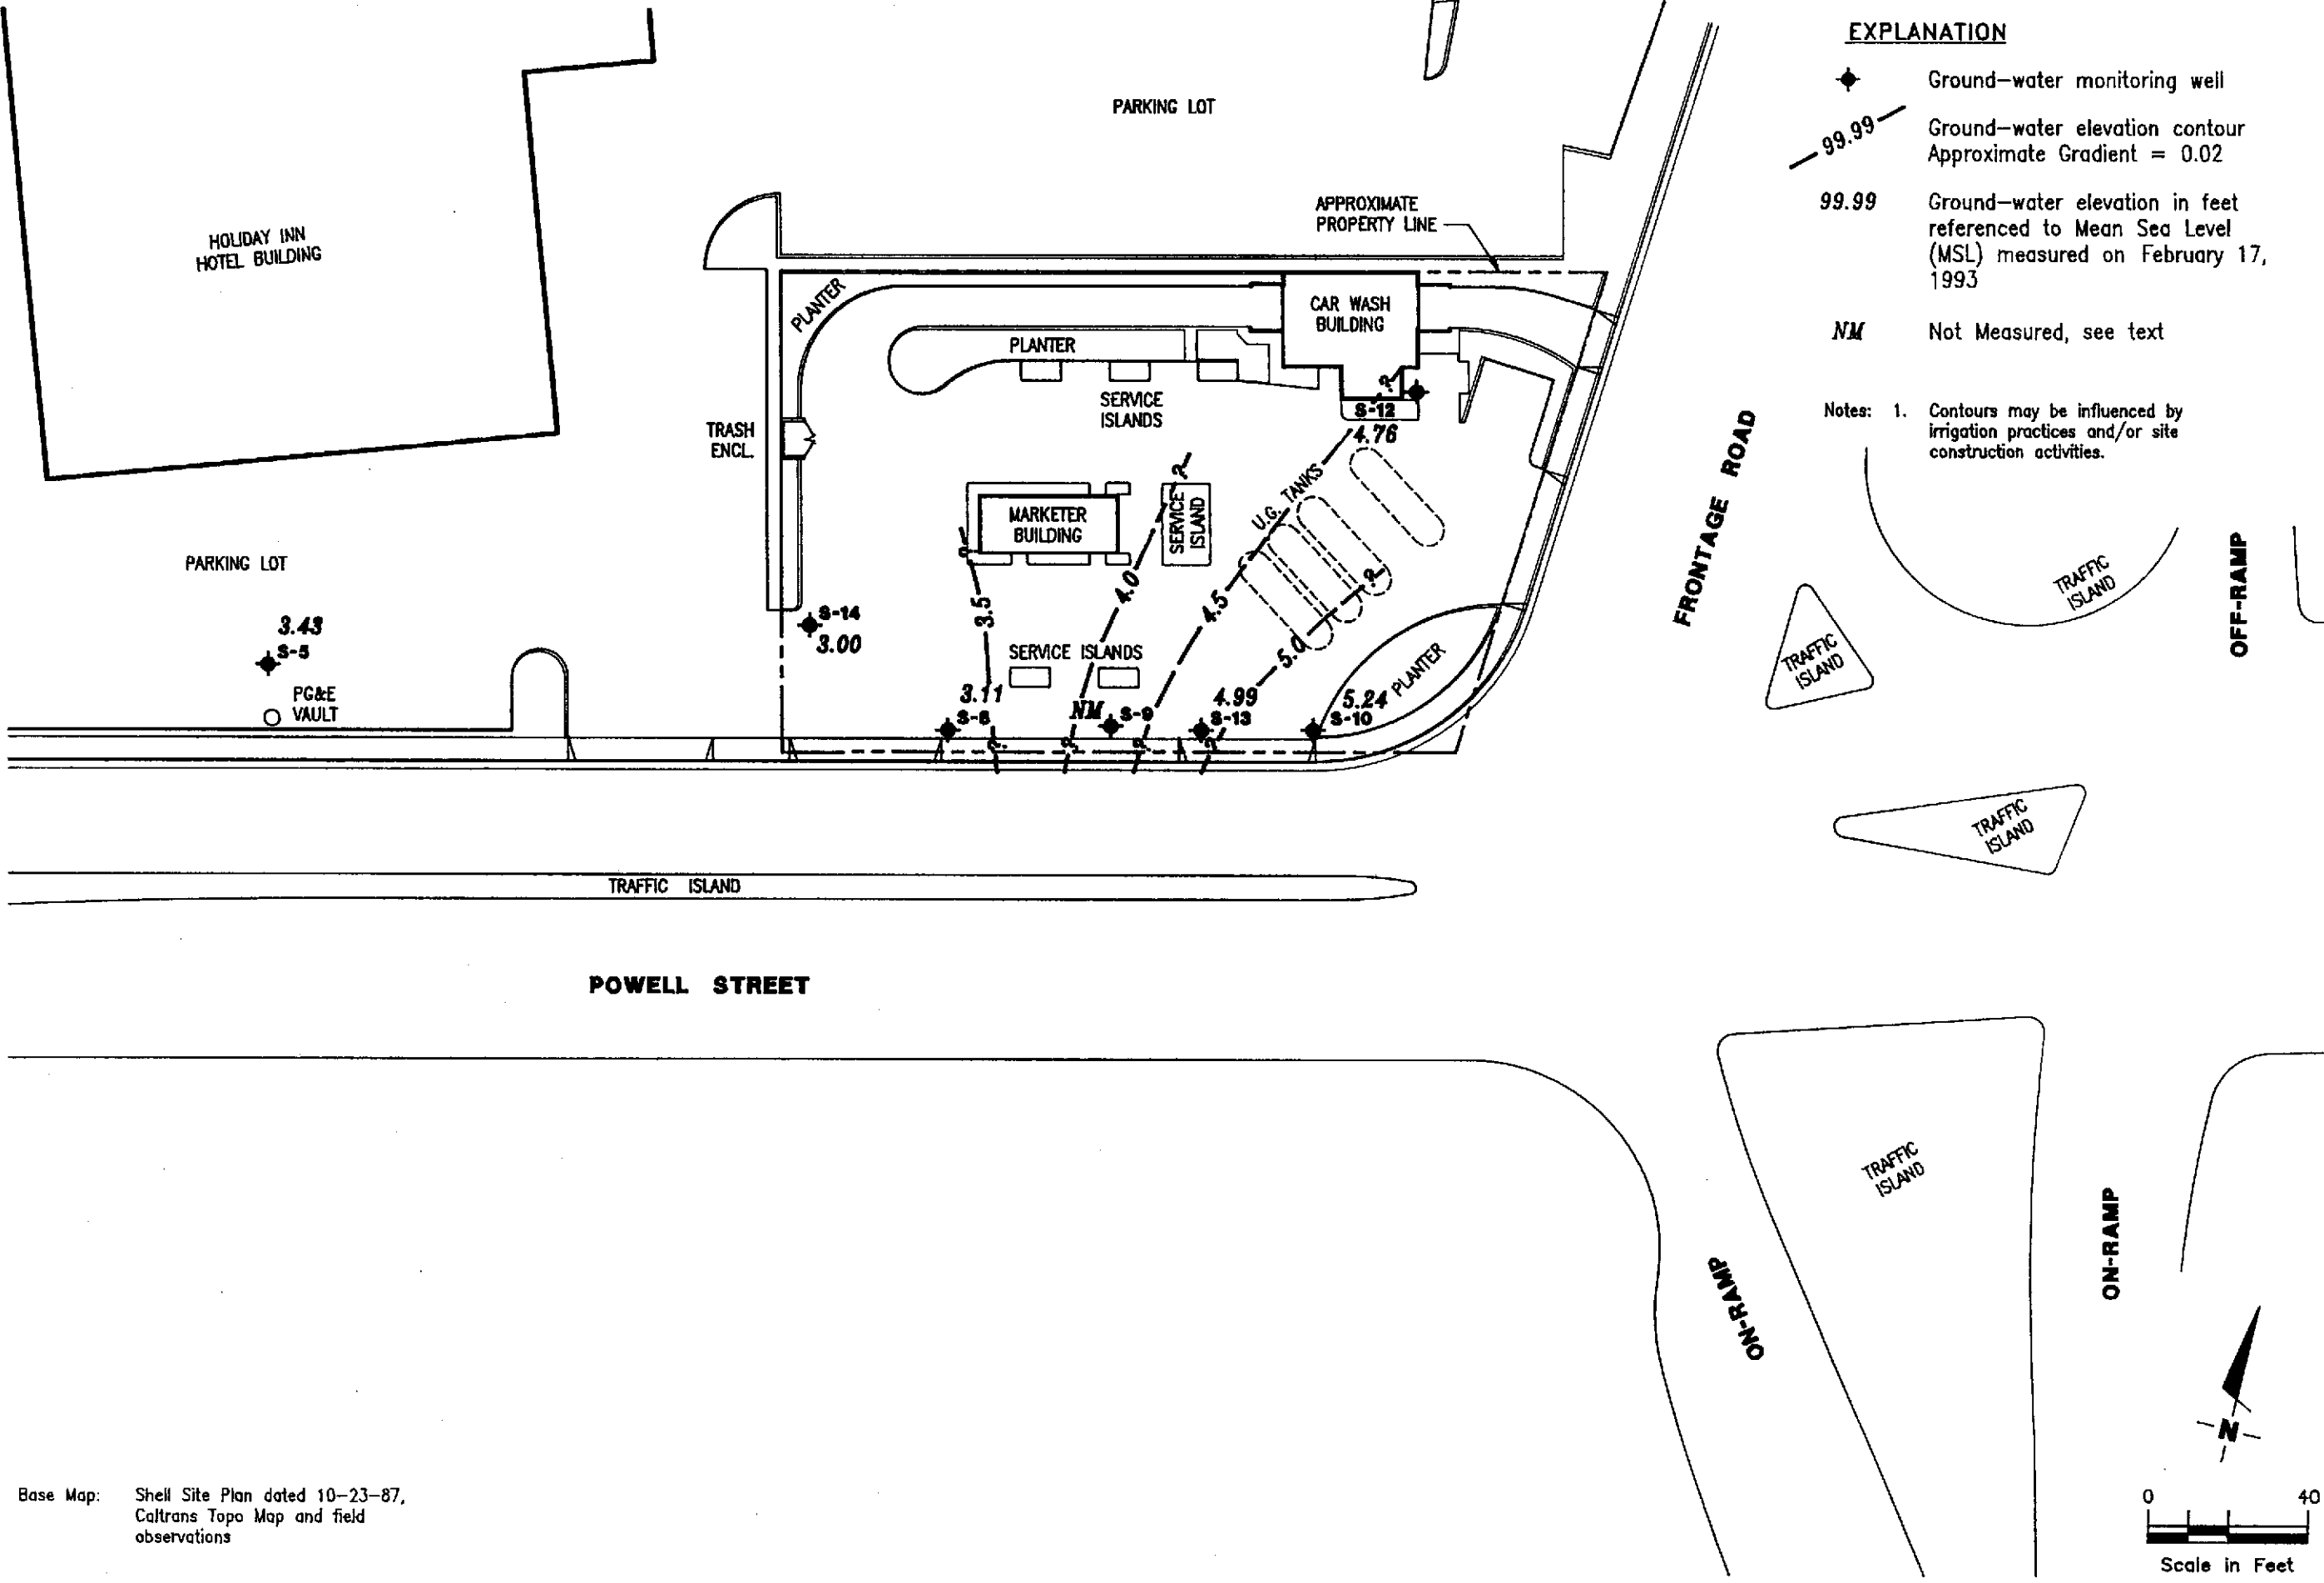 EXPLANATION
Ground-water monitoring well
99.99
Ground-water elevation contour
Approximate Gradient = 0.02
99.99
Ground-water elevation in feet
referenced to Mean Sea Level
(MSL) measured on February 17,
1993
NM
Not Measured, see text
Notes: 1. Contours may be influenced by
irrigation practices and/or site
construction activities.
PARKING LOT
HOLIDAY INN
HOTEL BUILDING
APPROXIMATE
PROPERTY LINE
PLANTER
CAR WASH
BUILDING
PLANTER
SERVICE
ISLANDS
?
S-12
4.76
TRASH
ENCL.
MARKETER
BUILDING
SERVICE
ISLAND
?
U.G. TANKS
?
?
PARKING LOT
3.43
S-5
PG&E
VAULT
S-14
3.00
3.5
4.0
4.5
5.0
SERVICE ISLANDS
3.11
NM
S-9
4.99
S-13
5.24
S-10
PLANTER
?
?
?
?
FRONTAGE ROAD
TRAFFIC
ISLAND
TRAFFIC
ISLAND
OFF-RAMP
TRAFFIC
ISLAND
TRAFFIC ISLAND
POWELL STREET
TRAFFIC
ISLAND
ON-RAMP
ON-RAMP
N
0 40
Scale in Feet
Base Map: Shell Site Plan dated 10-23-87,
Caltrans Topo Map and field
observations